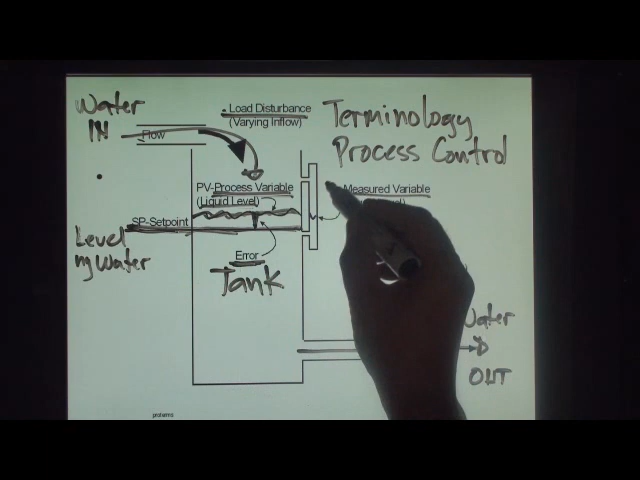 Water
IN
Flow
Load Disturbance
(Varying Inflow)
Terminology
Process Control
PV-Process Variable
(Liquid Level)
Measured Variable
SP-Setpoint
Level
Water
Error
Tank
Water
OUT